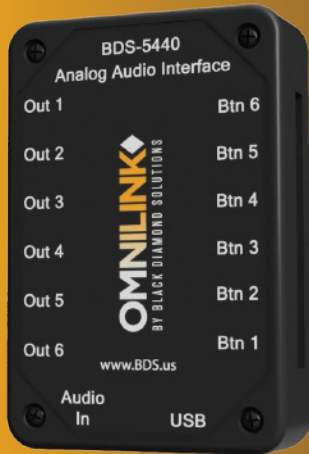 BDS-5440
Analog Audio Interface
Out 1
Out 2
Out 3
Out 4
Out 5
Out 6
OMNILINK
BY BLACK DIAMOND SOLUTIONS
Btn 6
Btn 5
Btn 4
Btn 3
Btn 2
Btn 1
www.BDS.us
Audio
In
USB